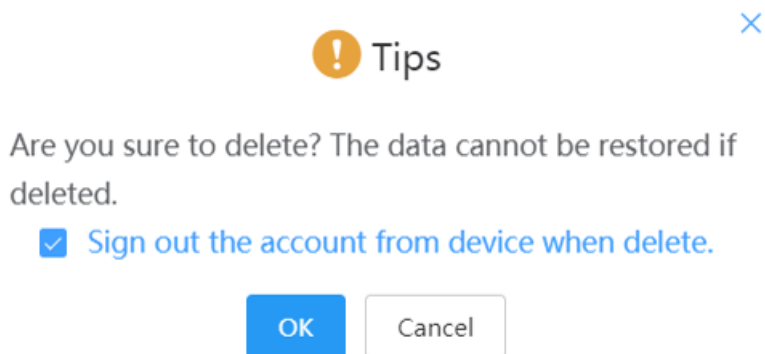 Tips
Are you sure to delete? The data cannot be restored if
deleted.
Sign out the account from device when delete.
OK
Cancel